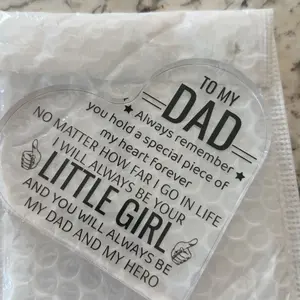 TO MY
DAD
Always remember
you hold a special piece of
my heart forever
NO MATTER HOW FAR I GO IN LIFE
I WILL ALWAYS BE YOUR
LITTLE GIRL
AND YOU WILL ALWAYS BE
MY DAD AND MY HERO